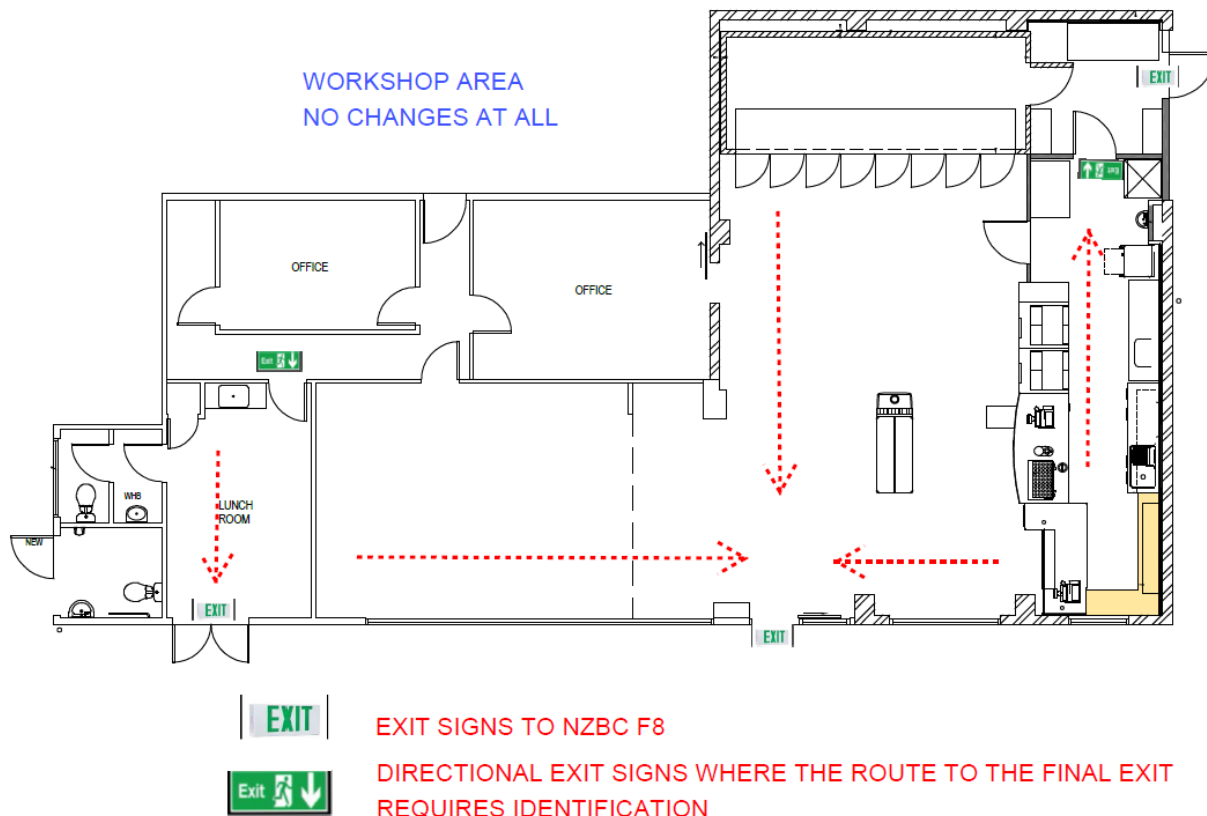 WORKSHOP AREA
NO CHANGES AT ALL
EXIT
Exit
OFFICE
OFFICE
Exit
WHB
LUNCH
ROOM
NEW
EXIT
EXIT
EXIT
EXIT SIGNS TO NZBC F8
Exit
DIRECTIONAL EXIT SIGNS WHERE THE ROUTE TO THE FINAL EXIT
REQUIRES IDENTIFICATION